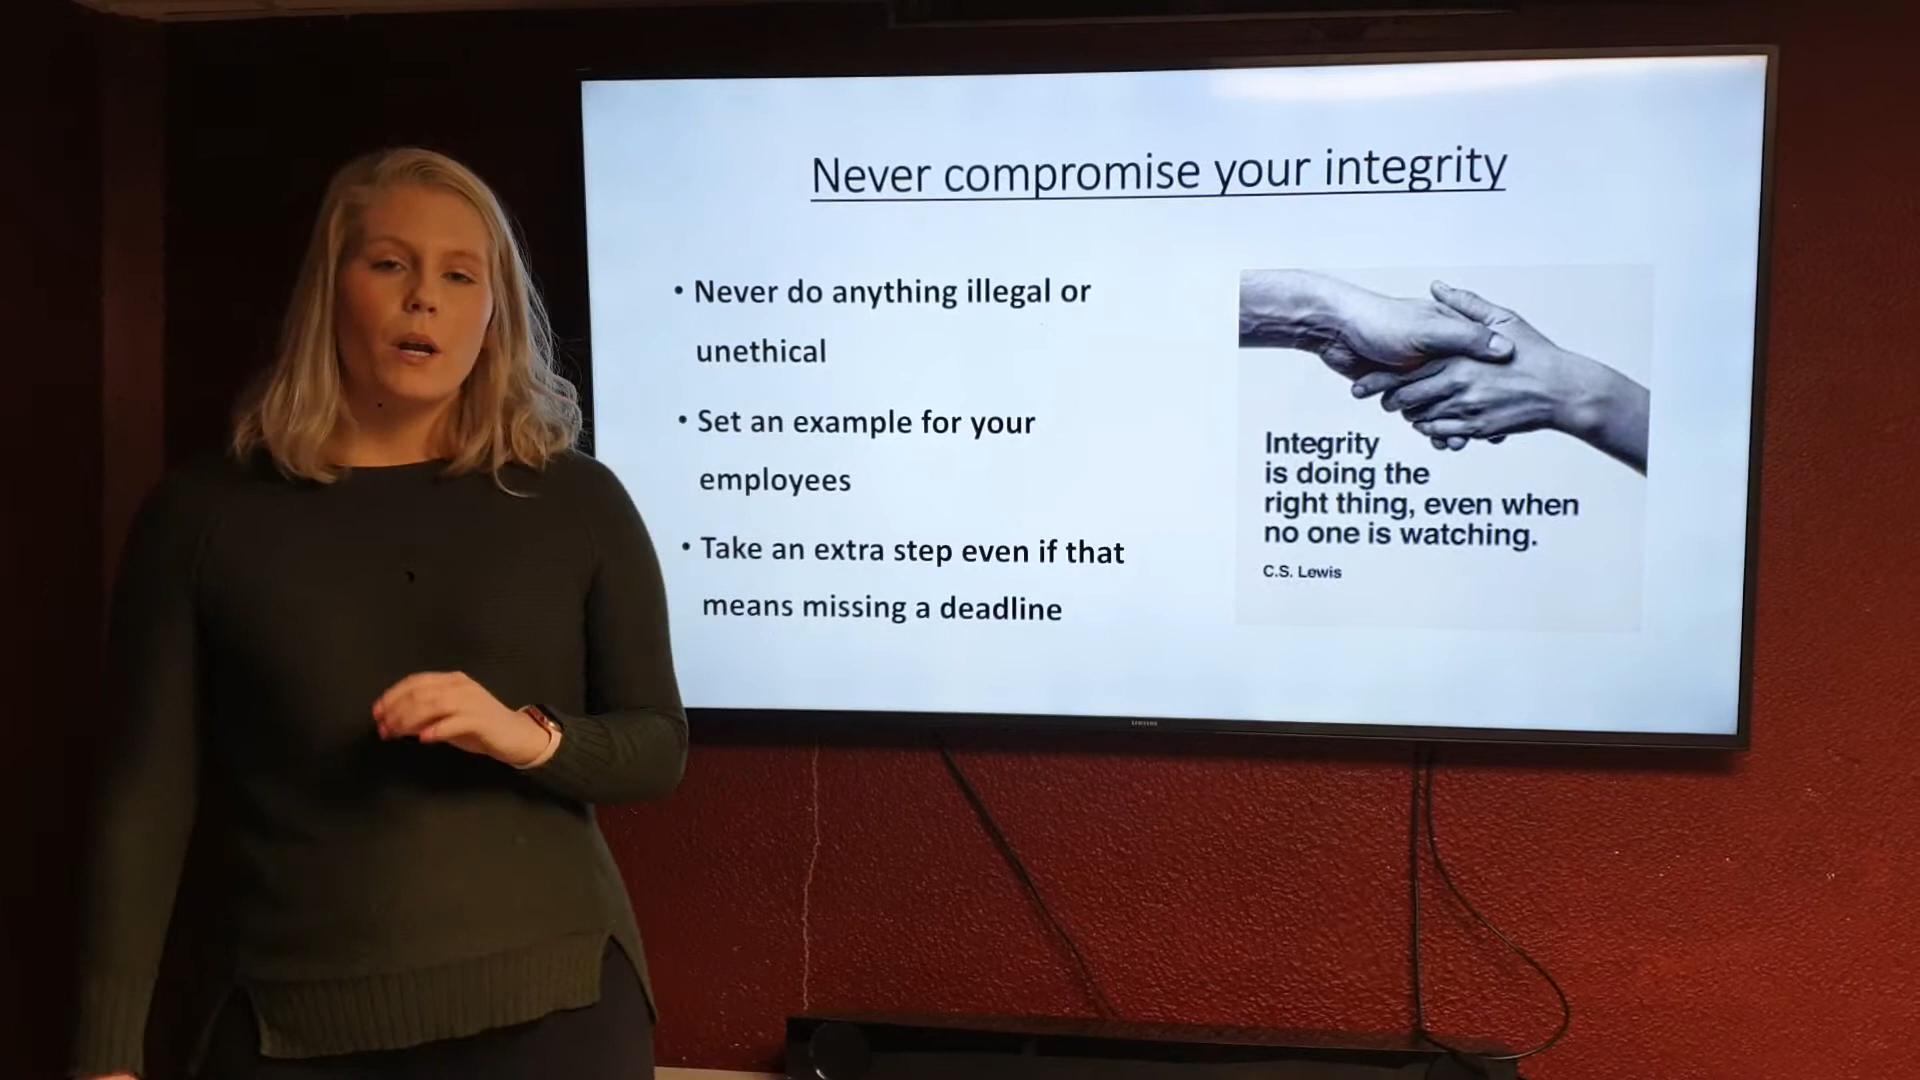 Never compromise your integrity
• Never do anything illegal or
unethical
• Set an example for your
employees
• Take an extra step even if that
means missing a deadline
Integrity
is doing the
right thing, even when
no one is watching.
C.S. Lewis
SAMSUNG